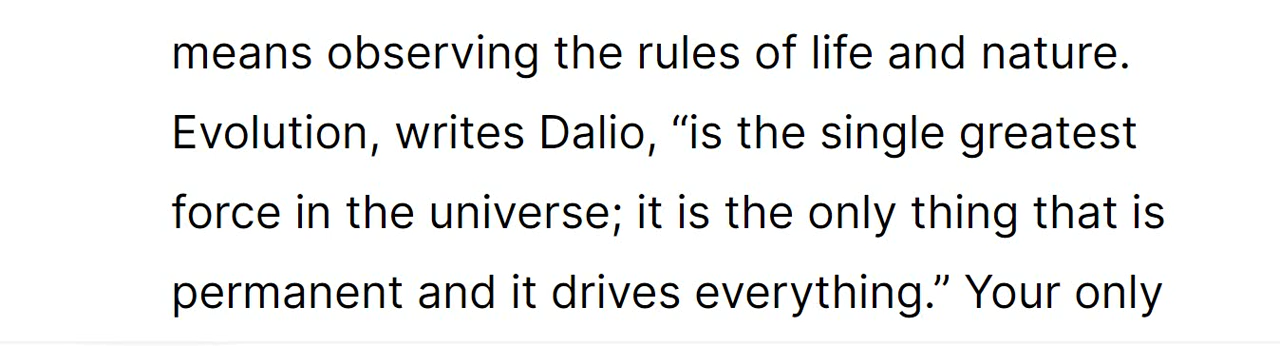 means observing the rules of life and nature.
Evolution, writes Dalio, “is the single greatest
force in the universe; it is the only thing that is
permanent and it drives everything.” Your only